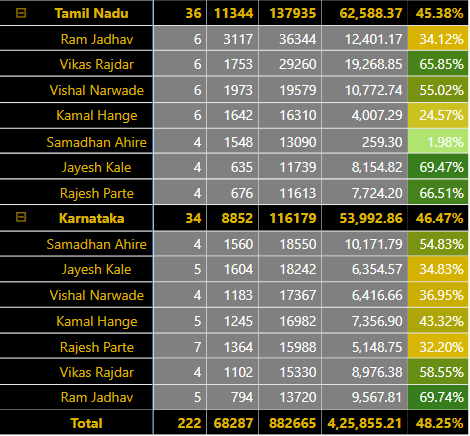 Tamil Nadu 36 11344 137935 62,588.37 45.38%
Ram Jadhav 6 3117 36344 12,401.17 34.12%
Vikas Rajdar 6 1753 29260 19,268.85 65.85%
Vishal Narwade 6 1973 19579 10,772.74 55.02%
Kamal Hange 6 1642 16310 4,007.29 24.57%
Samadhan Ahire 4 1548 13090 259.30 1.98%
Jayesh Kale 4 635 11739 8,154.82 69.47%
Rajesh Parte 4 676 11613 7,724.20 66.51%
Karnataka 34 8852 116179 53,992.86 46.47%
Samadhan Ahire 4 1560 18550 10,171.79 54.83%
Jayesh Kale 5 1604 18242 6,354.57 34.83%
Vishal Narwade 4 1183 17367 6,416.66 36.95%
Kamal Hange 5 1245 16982 7,356.90 43.32%
Rajesh Parte 7 1364 15988 5,148.75 32.20%
Vikas Rajdar 4 1102 15330 8,976.38 58.55%
Ram Jadhav 5 794 13720 9,567.81 69.74%
Total 222 68287 882665 4,25,855.21 48.25%